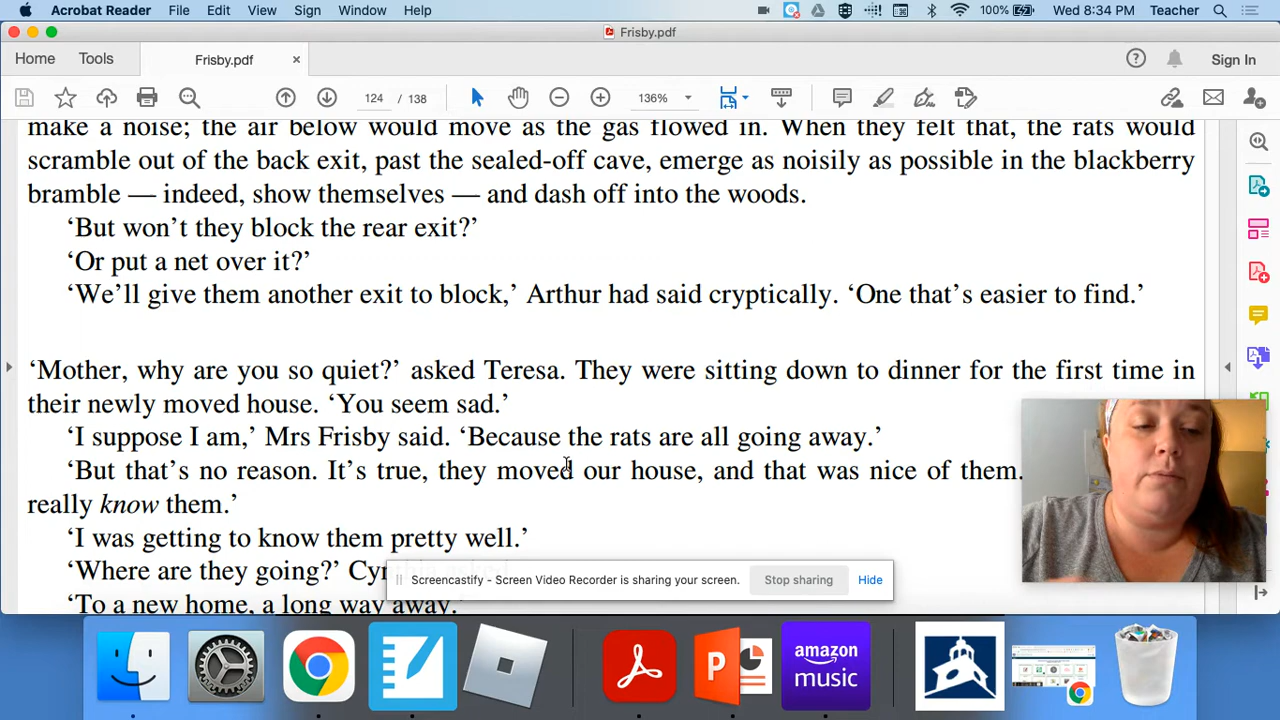 Acrobat Reader File Edit View Sign Window Help 100% Wed 8:34 PM Teacher
Frisby.pdf
Home Tools Frisby.pdf × Sign In
124 / 138 136%
make a noise; the air below would move as the gas flowed in. When they felt that, the rats would
scramble out of the back exit, past the sealed-off cave, emerge as noisily as possible in the blackberry
bramble — indeed, show themselves — and dash off into the woods.
‘But won’t they block the rear exit?’
‘Or put a net over it?’
‘We’ll give them another exit to block,’ Arthur had said cryptically. ‘One that’s easier to find.’
‘Mother, why are you so quiet?’ asked Teresa. They were sitting down to dinner for the first time in
their newly moved house. ‘You seem sad.’
‘I suppose I am,’ Mrs Frisby said. ‘Because the rats are all going away.’
‘But that’s no reason. It’s true, they moved our house, and that was nice of them.
really know them.’
‘I was getting to know them pretty well.’
‘Where are they going?’ Cynthia asked.
‘To a new home, a long way away.’
Screencastify - Screen Video Recorder is sharing your screen. Stop sharing Hide
P
amazon
music